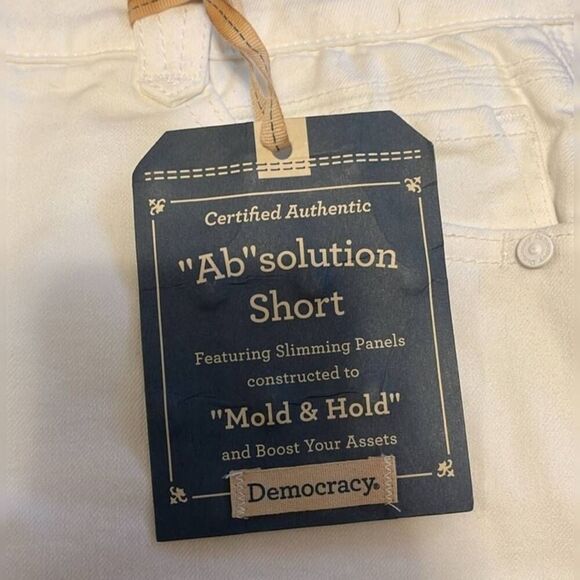 Certified Authentic
"Ab"solution
Short
Featuring Slimming Panels
constructed to
"Mold & Hold"
and Boost Your Assets
Democracy®